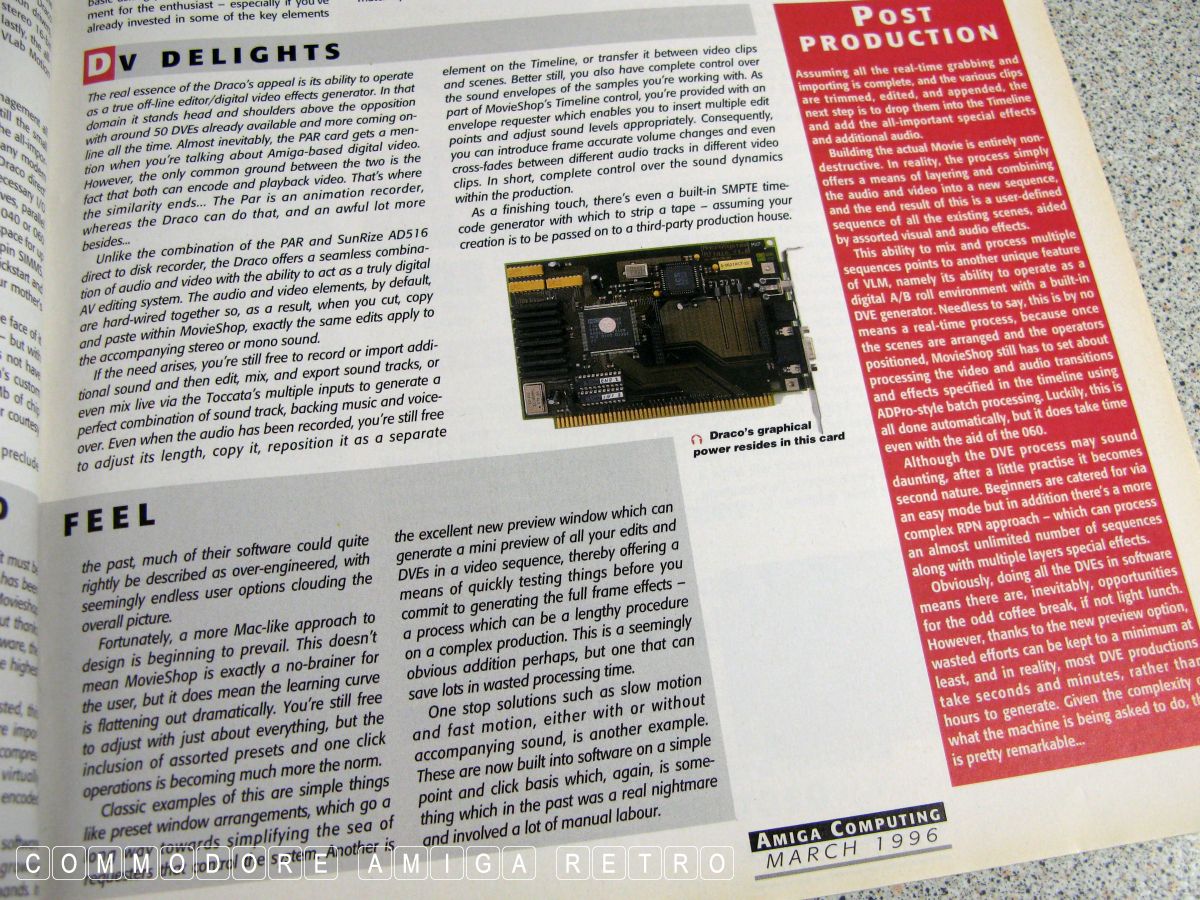 ment for the enthusiast – especially if you've
already invested in some of the key elements
stereo 16-
lastly, the
VLab Motion
DV DELIGHTS
The real essence of the Draco's appeal is its ability to operate
as a true off-line editor/digital video effects generator. In that
domain it stands head and shoulders above the opposition
with around 50 DVEs already available and more coming on-
line all the time. Almost inevitably, the PAR card gets a men-
tion when you're talking about Amiga-based digital video.
However, the only common ground between the two is the
fact that both can encode and playback video. That's where
the similarity ends... The Par is an animation recorder,
whereas the Draco can do that, and an awful lot more
besides...
Unlike the combination of the PAR and SunRize AD516
direct to disk recorder, the Draco offers a seamless combina-
tion of audio and video with the ability to act as a truly digital
AV editing system. The audio and video elements, by default,
are hard-wired together so, as a result, when you cut, copy
and paste within MovieShop, exactly the same edits apply to
the accompanying stereo or mono sound.
If the need arises, you're still free to record or import addi-
tional sound and then edit, mix, and export sound tracks, or
even mix live via the Toccata's multiple inputs to generate a
perfect combination of sound track, backing music and voice-
over. Even when the audio has been recorded, you're still free
to adjust its length, copy it, reposition it as a separate
element on the Timeline, or transfer it between video clips
and scenes. Better still, you also have complete control over
the sound envelopes of the samples you're working with. As
part of MovieShop's Timeline control, you're provided with an
envelope requester which enables you to insert multiple edit
points and adjust sound levels appropriately. Consequently,
you can introduce frame accurate volume changes and even
cross-fades between different audio tracks in different video
clips. In short, complete control over the sound dynamics
within the production.
As a finishing touch, there's even a built-in SMPTE time-
code generator with which to strip a tape – assuming your
creation is to be passed on to a third-party production house.
Draco's graphical
power resides in this card
FEEL
the past, much of their software could quite
rightly be described as over-engineered, with
seemingly endless user options clouding the
overall picture.
Fortunately, a more Mac-like approach to
design is beginning to prevail. This doesn't
mean MovieShop is exactly a no-brainer for
the user, but it does mean the learning curve
is flattening out dramatically. You're still free
to adjust with just about everything, but the
inclusion of assorted presets and one click
operations is becoming much more the norm.
Classic examples of this are simple things
like preset window arrangements, which go a
long way towards simplifying the sea of
requesters that control the system. Another is
the excellent new preview window which can
generate a mini preview of all your edits and
DVEs in a video sequence, thereby offering a
means of quickly testing things before you
commit to generating the full frame effects –
a process which can be a lengthy procedure
on a complex production. This is a seemingly
obvious addition perhaps, but one that can
save lots in wasted processing time.
One stop solutions such as slow motion
and fast motion, either with or without
accompanying sound, is another example.
These are now built into software on a simple
point and click basis which, again, is some-
thing which in the past was a real nightmare
and involved a lot of manual labour.
POST
PRODUCTION
Assuming all the real-time grabbing and
importing is complete, and the various clips
are trimmed, edited, and appended, the
next step is to drop them into the Timeline
and add the all-important special effects
and additional audio.
Building the actual Movie is entirely non-
destructive. In reality, the process simply
offers a means of layering and combining
the audio and video into a new sequence,
and the end result of this is a user-defined
sequence of all the existing scenes, aided
by assorted visual and audio effects.
This ability to mix and process multiple
sequences points to another unique feature
of VLM, namely its ability to operate as a
digital A/B roll environment with a built-in
DVE generator. Needless to say, this is by no
means a real-time process, because once
the scenes are arranged and the operators
positioned, MovieShop still has to set about
processing the video and audio transitions
and effects specified in the timeline using
ADPro-style batch processing. Luckily, this is
all done automatically, but it does take time
even with the aid of the 060.
Although the DVE process may sound
daunting, after a little practise it becomes
second nature. Beginners are catered for via
an easy mode but in addition there's a more
complex RPN approach – which can process
an almost unlimited number of sequences
along with multiple layers special effects.
Obviously, doing all the DVEs in software
means there are, inevitably, opportunities
for the odd coffee break, if not light lunch.
However, thanks to the new preview option,
wasted efforts can be kept to a minimum at
least, and in reality, most DVE productions
take seconds and minutes, rather than
hours to generate. Given the complexity
what the machine is being asked to do,
is pretty remarkable...
AMIGA COMPUTING
MARCH 1996
COMMODORE AMIGA RETRO